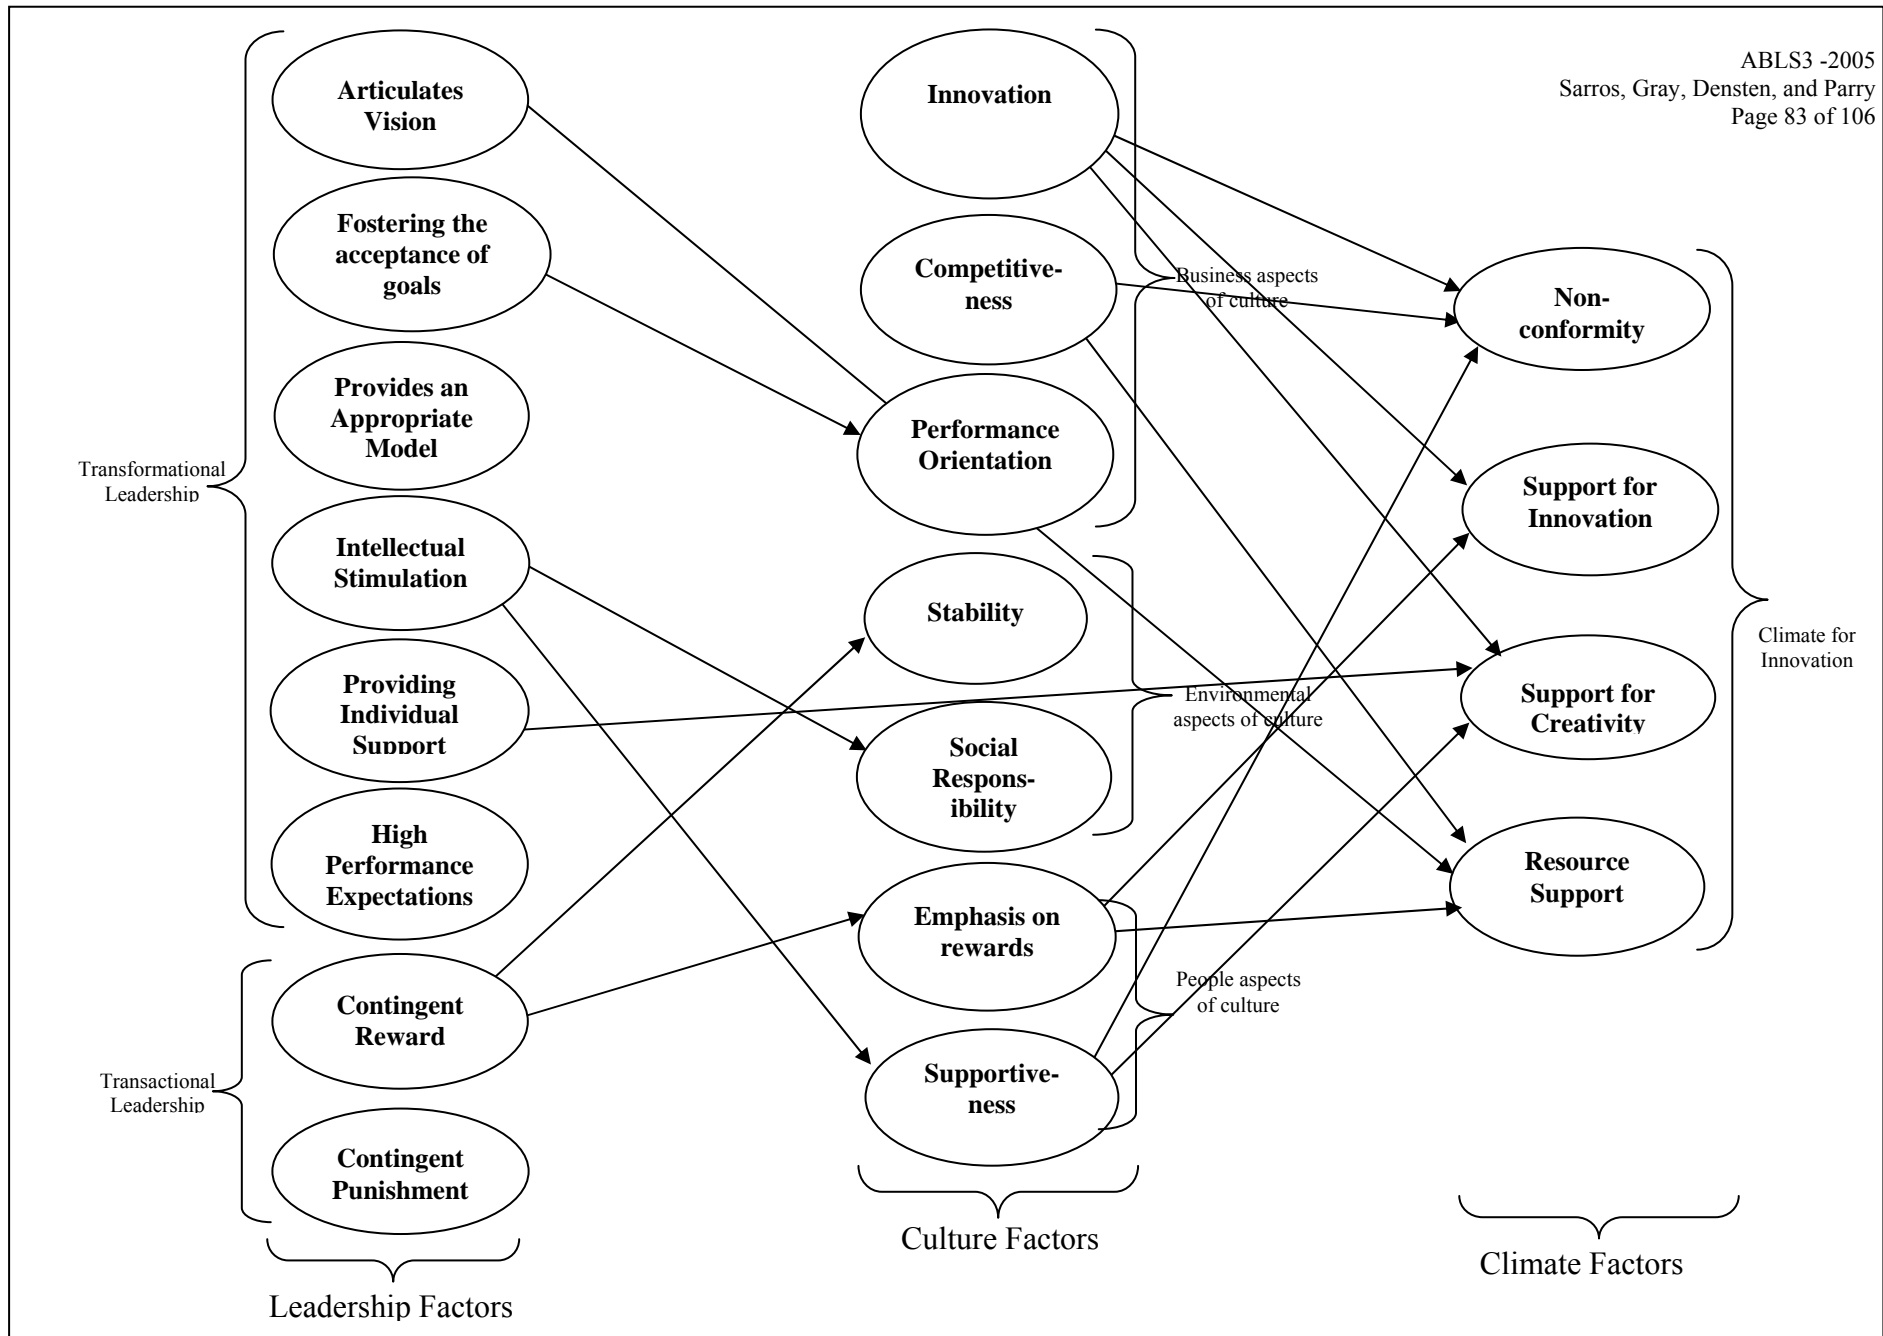 ABLS3 -2005
Sarros, Gray, Densten, and Parry
Page 83 of 106
Articulates
Vision
Fostering the
acceptance of
goals
Provides an
Appropriate
Model
Transformational
Leadership
Intellectual
Stimulation
Providing
Individual
Support
High
Performance
Expectations
Contingent
Reward
Transactional
Leadership
Contingent
Punishment
Leadership Factors
Innovation
Competitive-
ness
Performance
Orientation
Business aspects
of culture
Stability
Social
Respons-
ibility
Environmental
aspects of culture
Emphasis on
rewards
Supportive-
ness
People aspects
of culture
Culture Factors
Non-
conformity
Support for
Innovation
Support for
Creativity
Resource
Support
Climate for
Innovation
Climate Factors